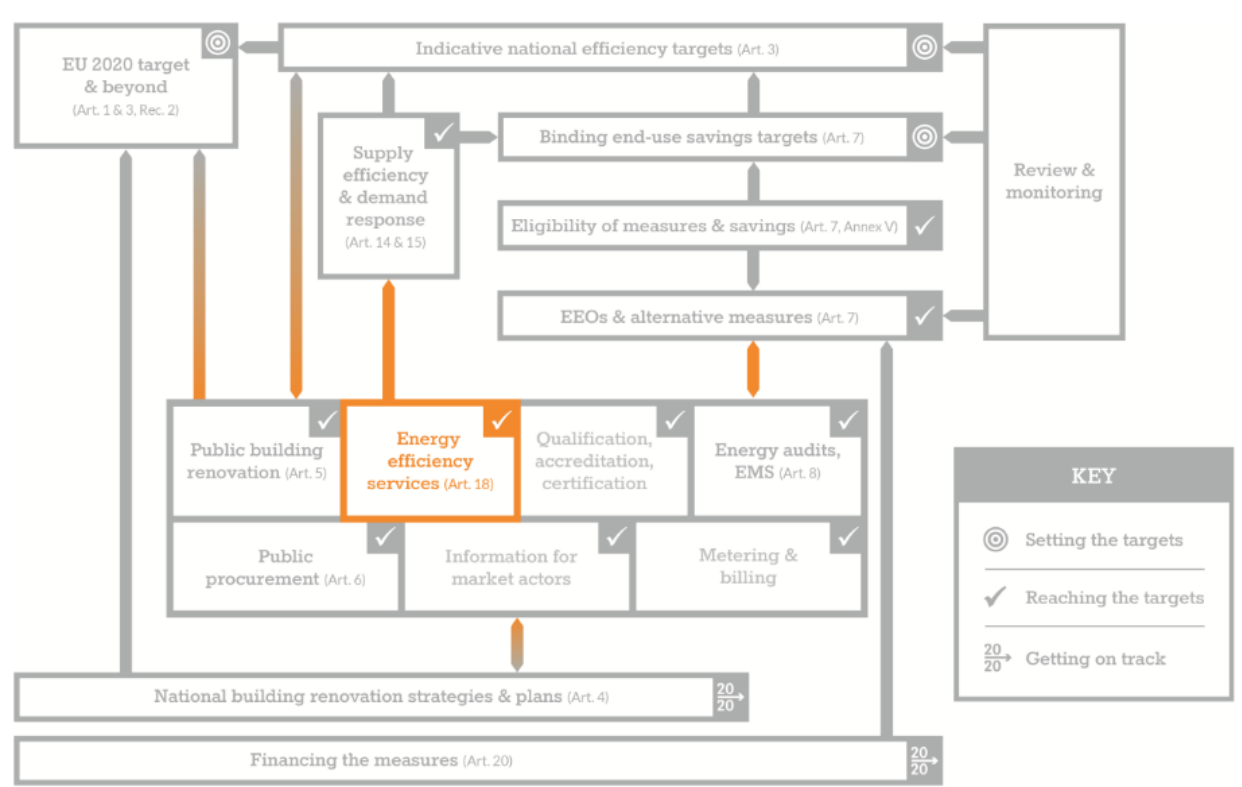 EU 2020 target
& beyond
(Art. 1 & 3, Rec. 2)
Indicative national efficiency targets (Art. 3)
Supply
efficiency
& demand
response
(Art. 14 & 15)
Binding end-use savings targets (Art. 7)
Review &
monitoring
Eligibility of measures & savings (Art. 7, Annex V)
EEOs & alternative measures (Art. 7)
Public building
renovation (Art. 5)
Energy
efficiency
services (Art. 18)
Qualification,
accreditation,
certification
Energy audits,
EMS (Art. 8)
Public
procurement (Art. 6)
Information for
market actors
Metering &
billing
National building renovation strategies & plans (Art. 4)
20
20
Financing the measures (Art. 20)
20
20
KEY
Setting the targets
Reaching the targets
20
20
Getting on track